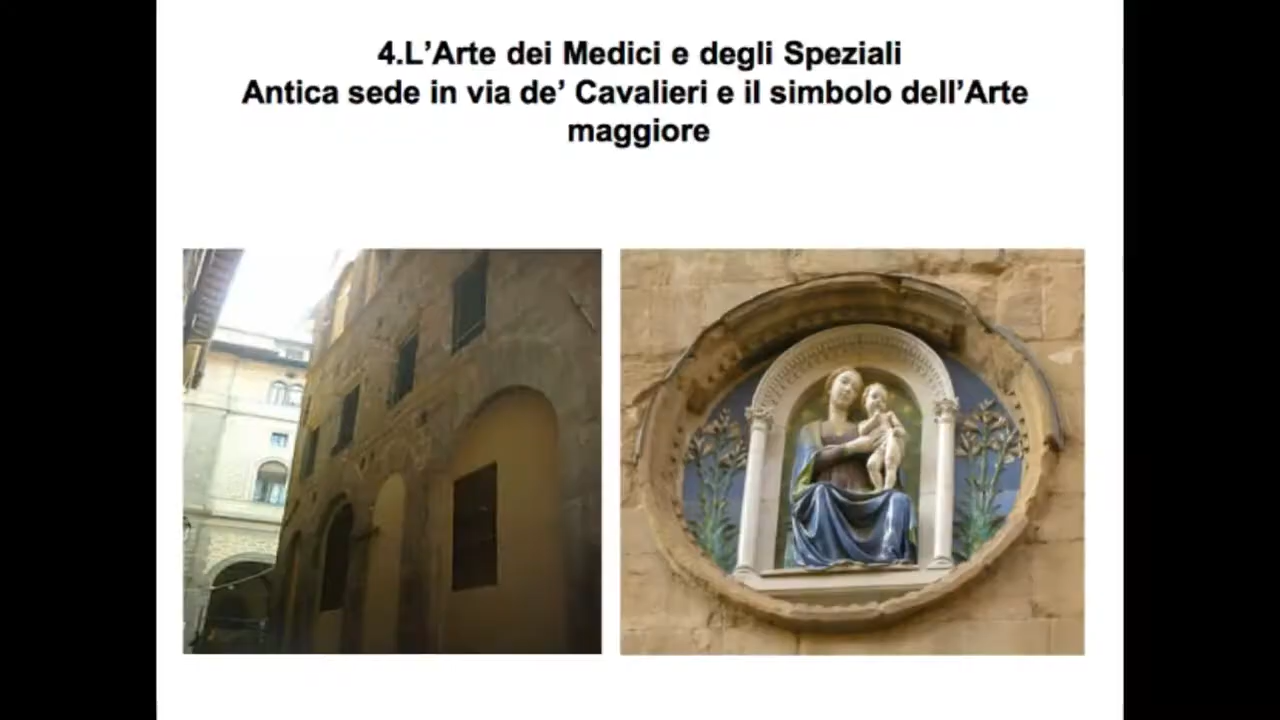 4.L’Arte dei Medici e degli Speziali
Antica sede in via de’ Cavalieri e il simbolo dell’Arte
maggiore